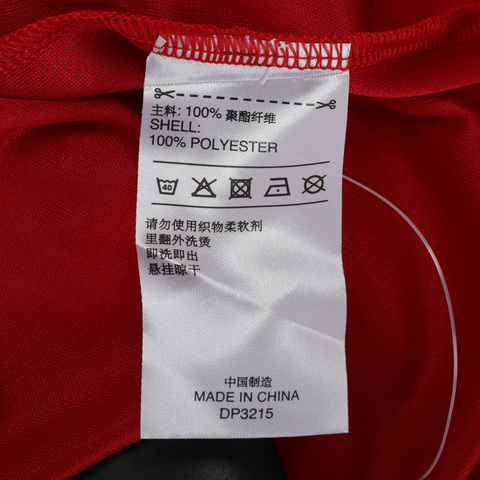 主料: 100% 聚酯纤维
SHELL:
100% POLYESTER
40
请勿使用织物柔软剂
里翻外洗烫
即洗即出
悬挂晾干
中国制造
MADE IN CHINA
DP3215